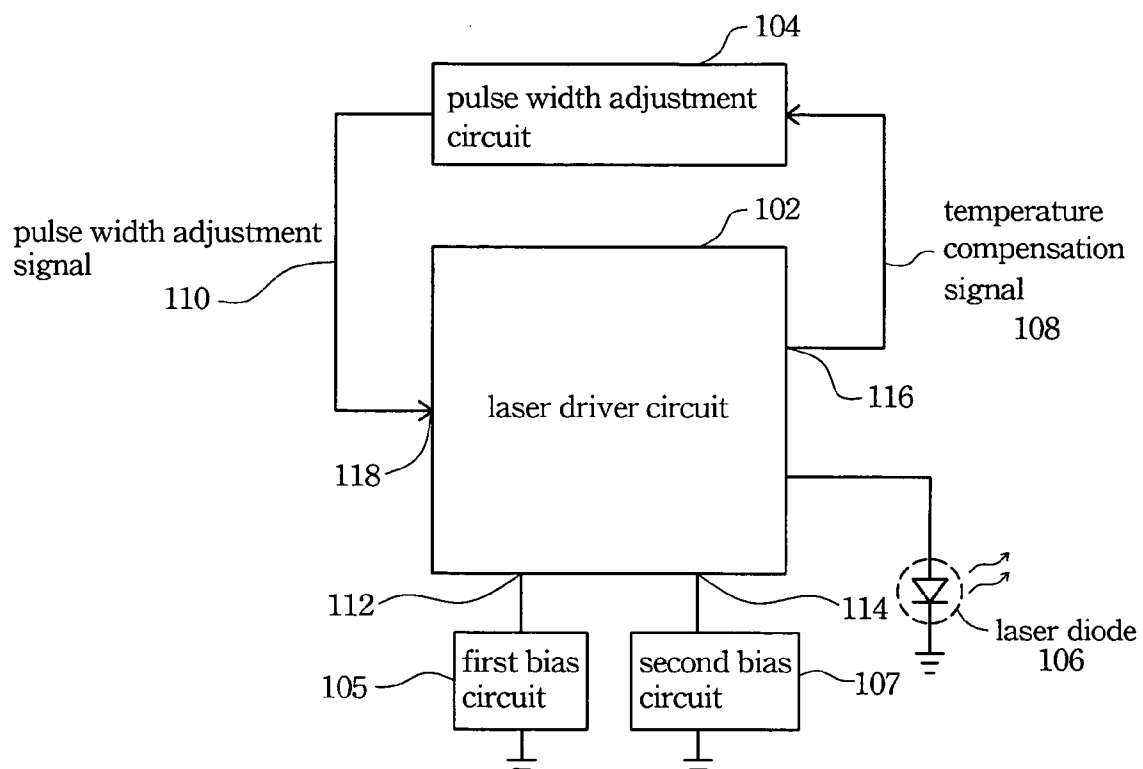 104
pulse width adjustment
circuit
102
pulse width adjustment
signal
110
temperature
compensation
signal
108
laser driver circuit
116
118
112
114
first bias
circuit
105
second bias
circuit
107
laser diode
106